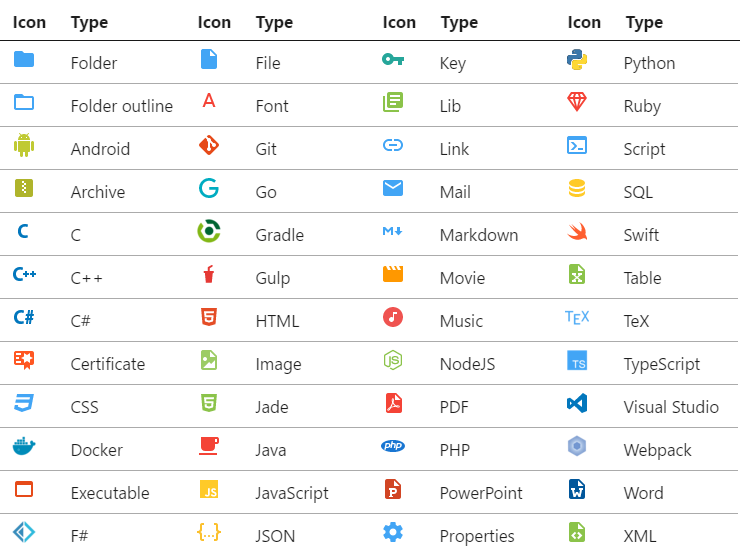 Icon Type Icon Type Icon Type Icon Type
Folder File Key Python
Folder outline A Font Lib Ruby
Android Git Link Script
Archive G Go Mail SQL
C C Gradle M Markdown Swift
C++ C++ Gulp Movie Table
C# C# 5 HTML Music TEX TeX
Certificate Image JS NodeJS TS TypeScript
3 CSS 5 Jade PDF Visual Studio
Docker Java php PHP Webpack
Executable JS JavaScript P PowerPoint W Word
F# {...} JSON Properties XML